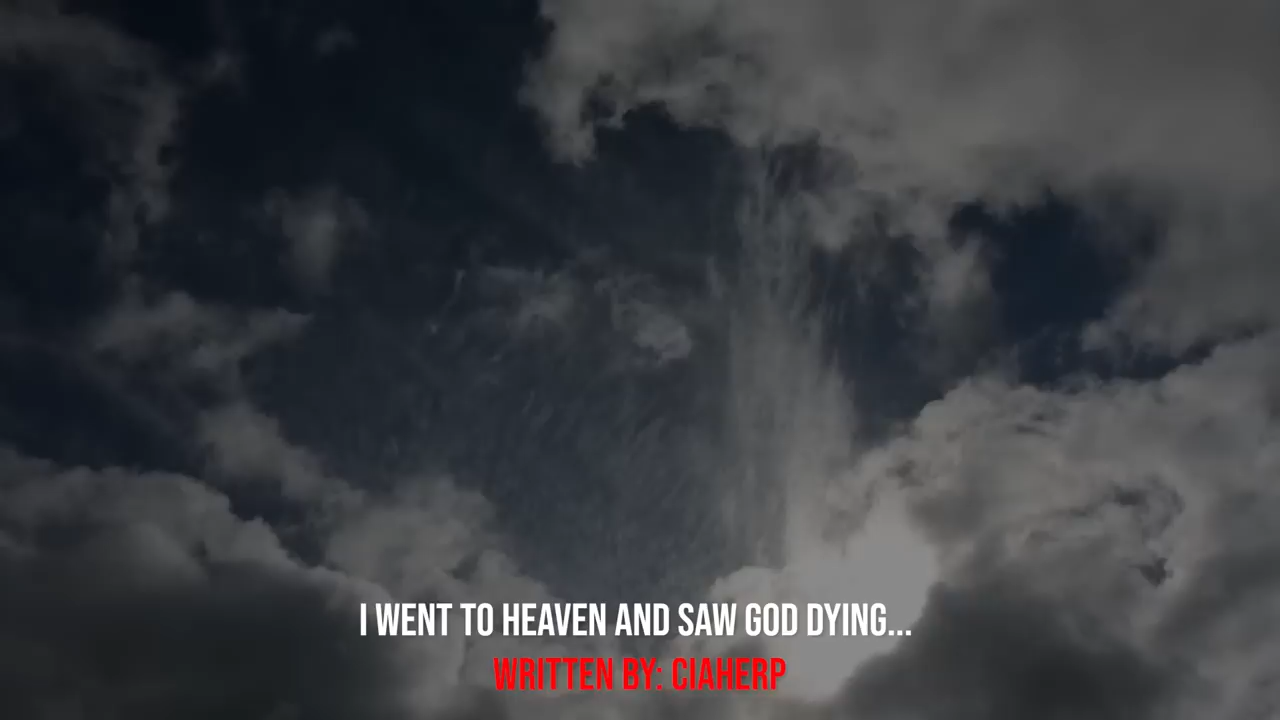 I WENT TO HEAVEN AND SAW GOD DYING...
WRITTEN BY: CIAHERP